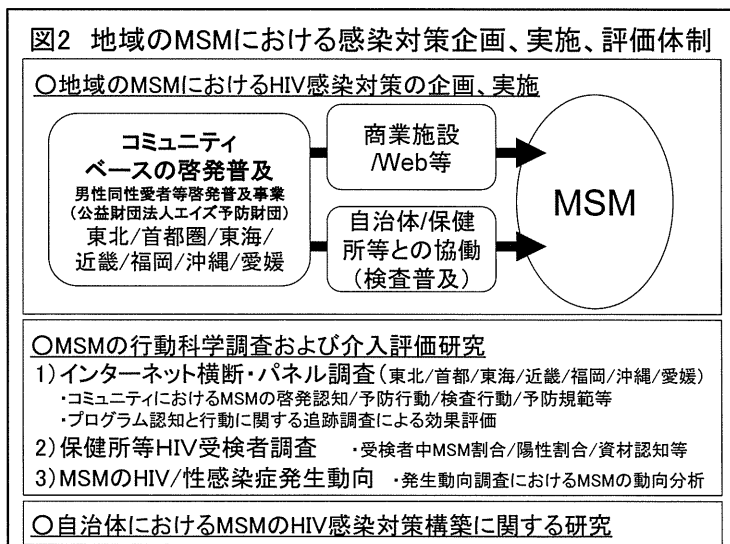 図2 地域のMSMにおける感染対策企画、実施、評価体制
○地域のMSMにおけるHIV感染対策の企画、実施
コミュニティ
ベースの啓発普及
男性同性愛者等啓発普及事業
(公益財団法人エイズ予防財団)
東北/首都圏/東海/
近畿/福岡/沖縄/愛媛
商業施設
/Web等
自治体/保健
所等との協働
(検査普及)
MSM
○MSMの行動科学調査および介入評価研究
1)インターネット横断・パネル調査(東北/首都/東海/近畿/福岡/沖縄/愛媛)
・コミュニティにおけるMSMの啓発認知/予防行動/検査行動/予防規範等
・プログラム認知と行動に関する追跡調査による効果評価
2)保健所等HIV受検者調査 ・受検者中MSM割合/陽性割合/資材認知等
3)MSMのHIV/性感染症発生動向 ・発生動向調査におけるMSMの動向分析
○自治体におけるMSMのHIV感染対策構築に関する研究